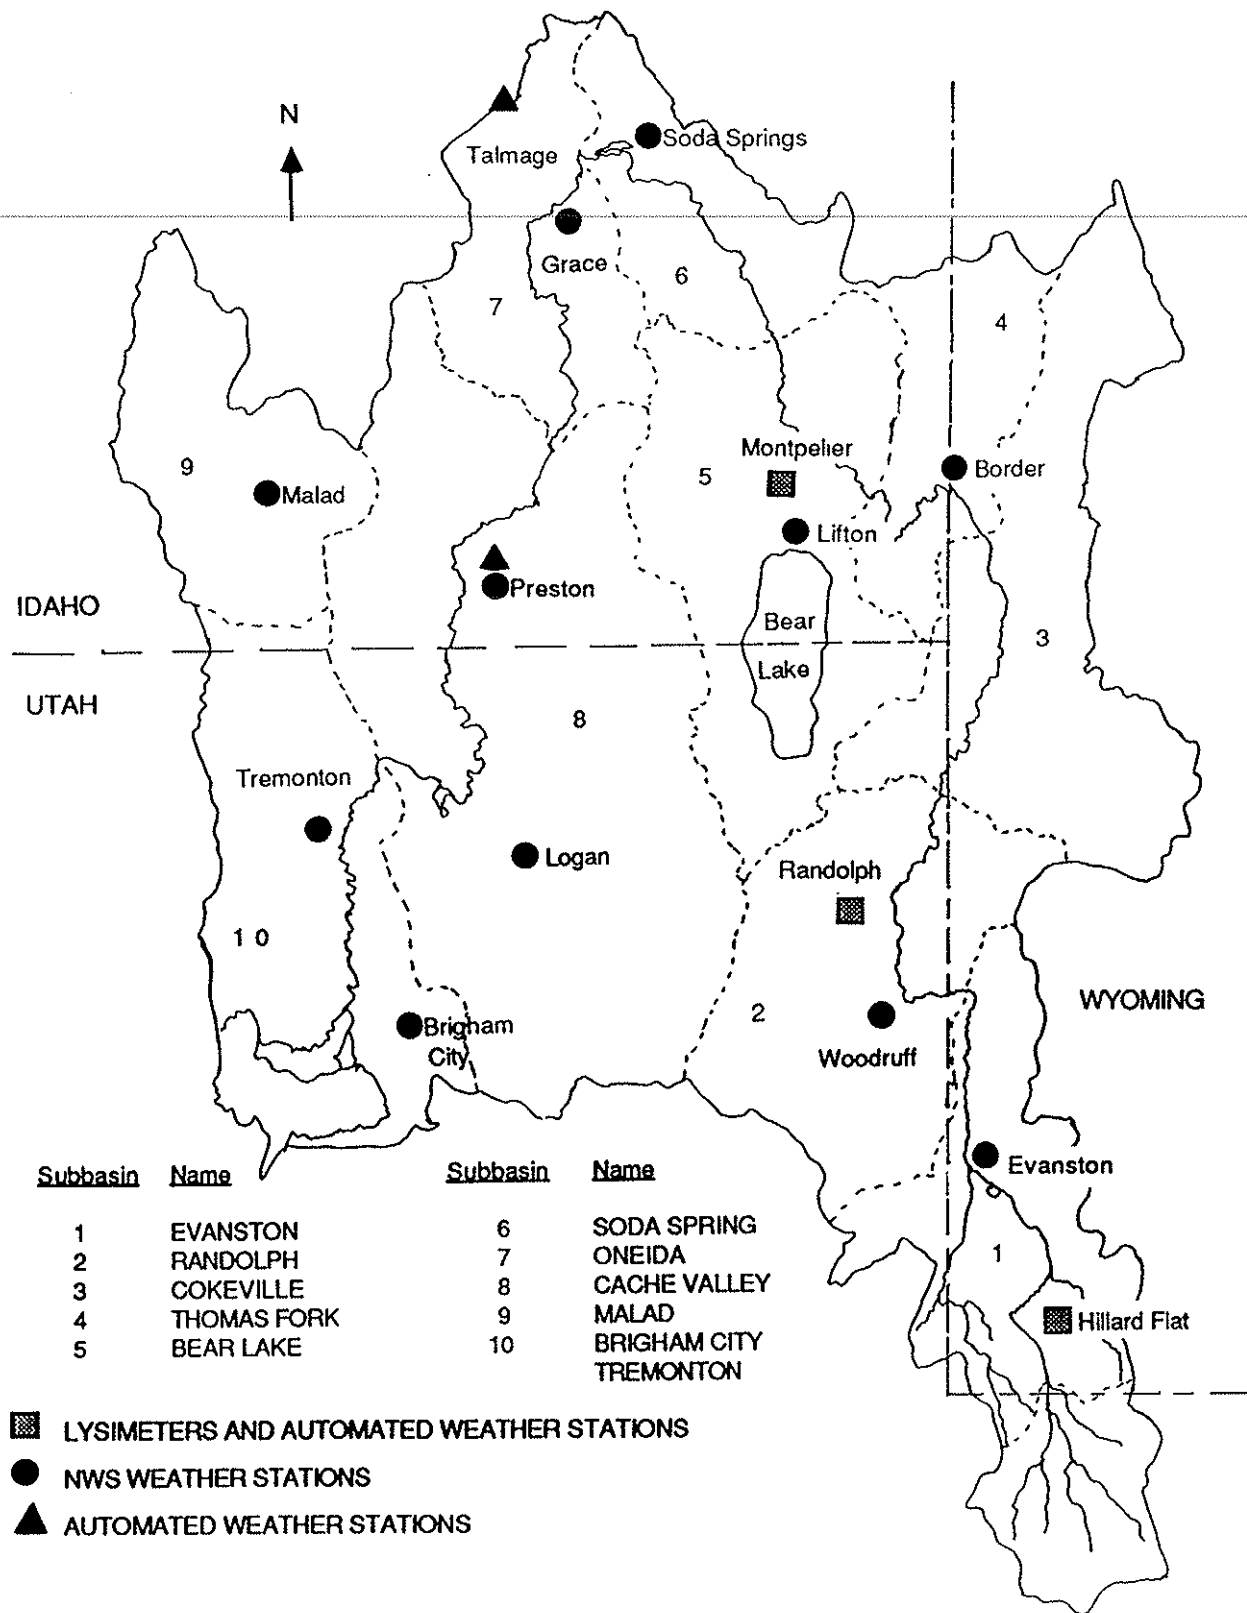 N
Talmage
Soda Springs
Grace
6
7
4
Montpelier
9
5
Border
Malad
Lifton
Preston
IDAHO
Bear
3
Lake
UTAH
8
Tremonton
Logan
Randolph
10
WYOMING
2
Brigham
City
Woodruff
Evanston
1
Hillard Flat
Subbasin Name Subbasin Name
1 EVANSTON 6 SODA SPRING
2 RANDOLPH 7 ONEIDA
3 COKEVILLE 8 CACHE VALLEY
4 THOMAS FORK 9 MALAD
5 BEAR LAKE 10 BRIGHAM CITY
TREMONTON
LYSIMETERS AND AUTOMATED WEATHER STATIONS
NWS WEATHER STATIONS
AUTOMATED WEATHER STATIONS